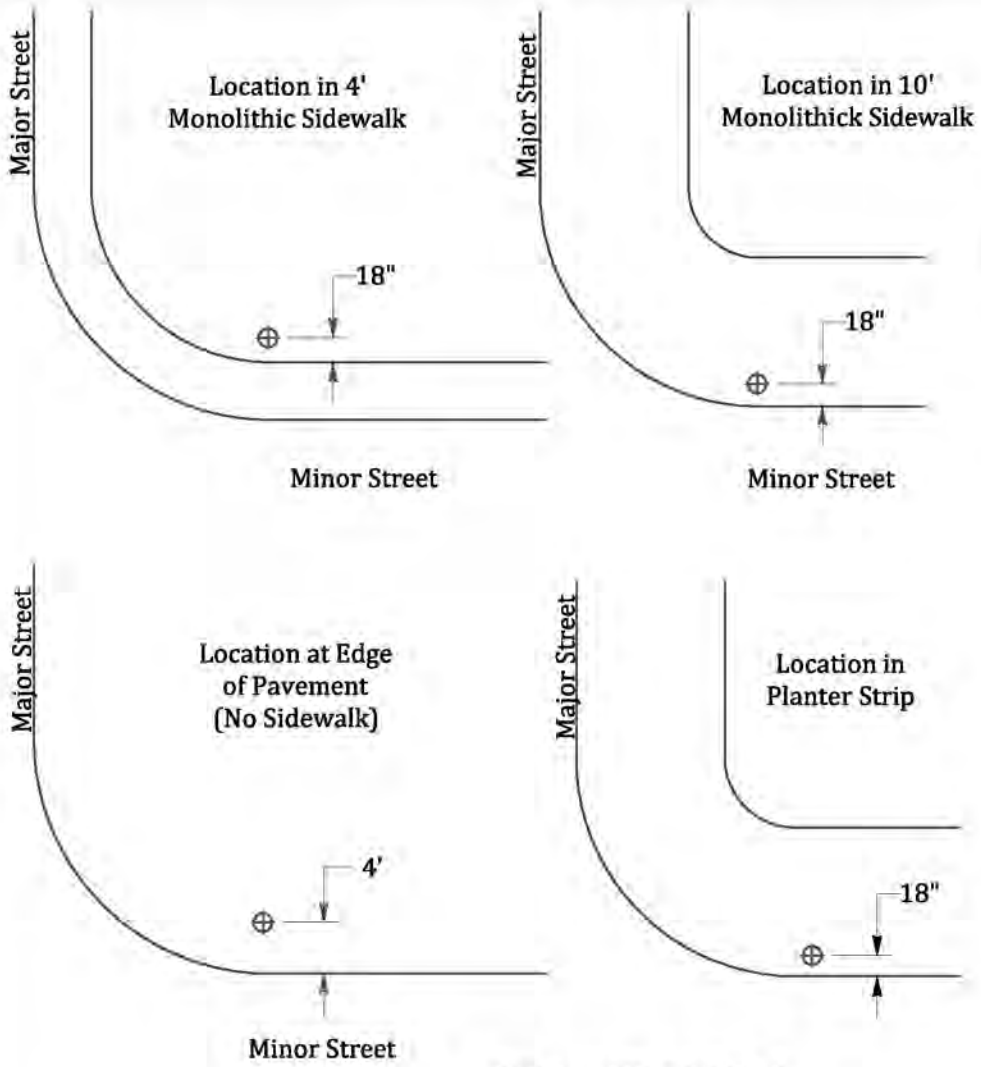 Major Street
Location in 4'
Monolithic Sidewalk
18"
Minor Street
Major Street
Location in 10'
Monolithick Sidewalk
18"
Minor Street
Major Street
Location at Edge
of Pavement
(No Sidewalk)
4'
Minor Street
Major Street
Location in
Planter Strip
18"